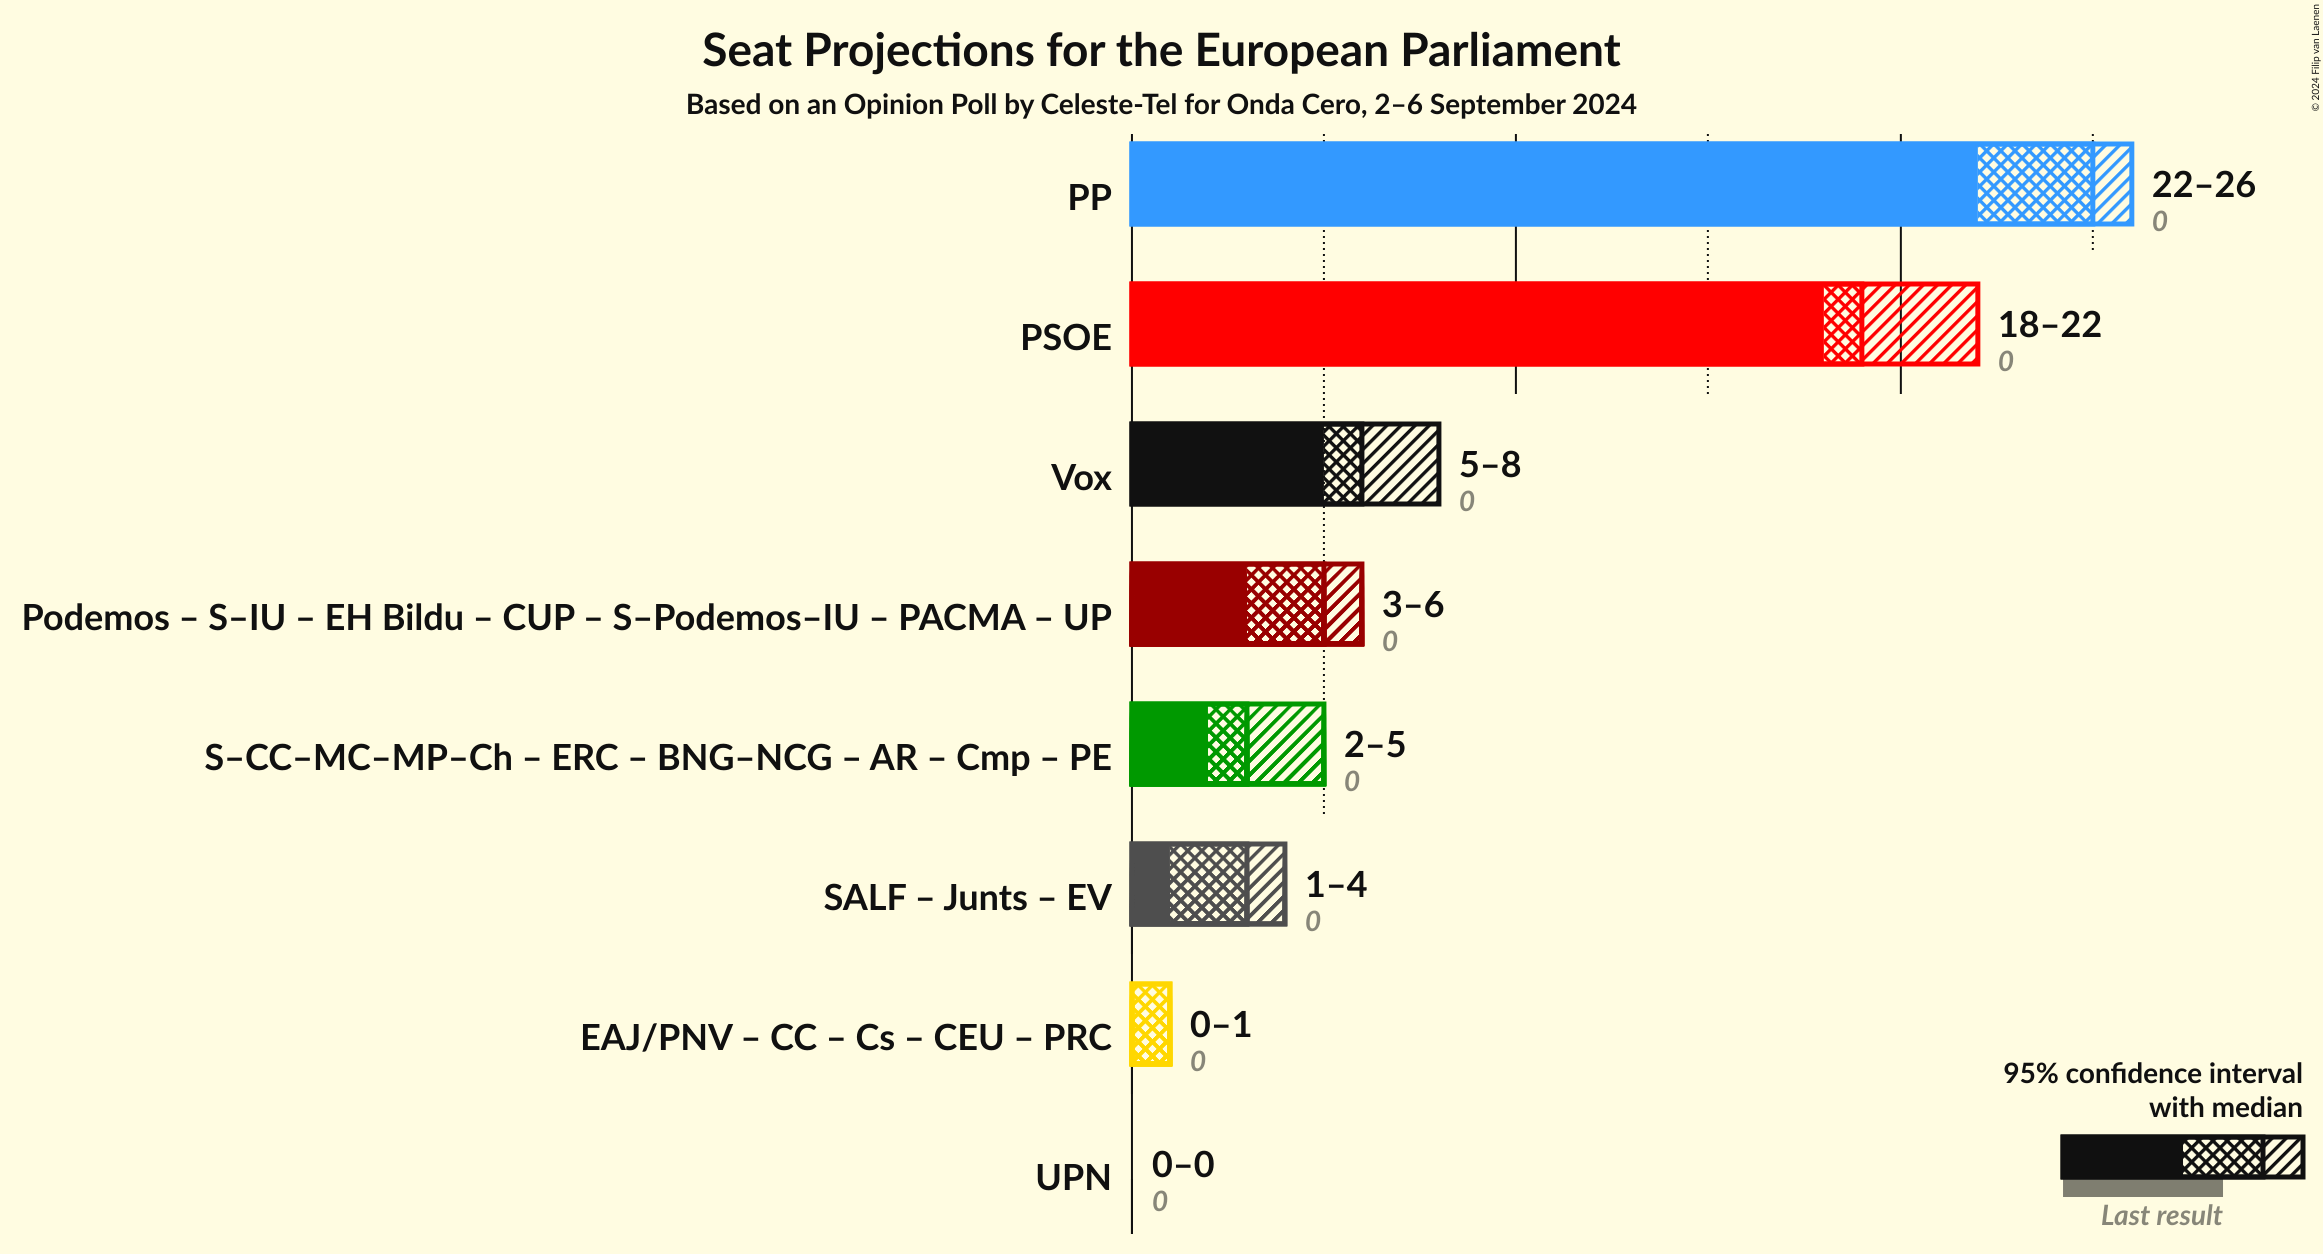 Seat Projections for the European Parliament
Based on an Opinion Poll by Celeste-Tel for Onda Cero, 2–6 September 2024
© 2024 Filip van Laenen
PP
22–26
0
PSOE
18–22
0
Vox
5–8
0
Podemos – S–IU – EH Bildu – CUP – S–Podemos–IU – PACMA – UP
3–6
0
S–CC–MC–MP–Ch – ERC – BNG–NCG – AR – Cmp – PE
2–5
0
SALF – Junts – EV
1–4
0
EAJ/PNV – CC – Cs – CEU – PRC
0–1
0
UPN
0–0
0
95% confidence interval
with median
Last result